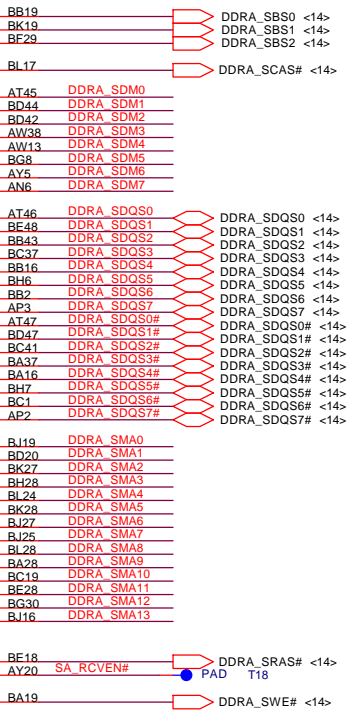 BB19 DDRA_SBS0 <14>
BK19 DDRA_SBS1 <14>
BF29 DDRA_SBS2 <14>
BL17 DDRA_SCAS# <14>
AT45 DDRA_SDM0
BD44 DDRA_SDM1
BD42 DDRA_SDM2
AW38 DDRA_SDM3
AW13 DDRA_SDM4
BG8 DDRA_SDM5
AY5 DDRA_SDM6
AN6 DDRA_SDM7
AT46 DDRA_SDQS0 DDRA_SDQS0 <14>
BE48 DDRA_SDQS1 DDRA_SDQS1 <14>
BB43 DDRA_SDQS2 DDRA_SDQS2 <14>
BC37 DDRA_SDQS3 DDRA_SDQS3 <14>
BB16 DDRA_SDQS4 DDRA_SDQS4 <14>
BH6 DDRA_SDQS5 DDRA_SDQS5 <14>
BB2 DDRA_SDQS6 DDRA_SDQS6 <14>
AP3 DDRA_SDQS7 DDRA_SDQS7 <14>
AT47 DDRA_SDQS0# DDRA_SDQS0# <14>
BD47 DDRA_SDQS1# DDRA_SDQS1# <14>
BC41 DDRA_SDQS2# DDRA_SDQS2# <14>
BA37 DDRA_SDQS3# DDRA_SDQS3# <14>
BA16 DDRA_SDQS4# DDRA_SDQS4# <14>
BH7 DDRA_SDQS5# DDRA_SDQS5# <14>
BC1 DDRA_SDQS6# DDRA_SDQS6# <14>
AP2 DDRA_SDQS7# DDRA_SDQS7# <14>
BJ19 DDRA_SMA0
BD20 DDRA_SMA1
BK27 DDRA_SMA2
BH28 DDRA_SMA3
BL24 DDRA_SMA4
BK28 DDRA_SMA5
BJ27 DDRA_SMA6
BJ25 DDRA_SMA7
BL28 DDRA_SMA8
BA28 DDRA_SMA9
BC19 DDRA_SMA10
BE28 DDRA_SMA11
BG30 DDRA_SMA12
BJ16 DDRA_SMA13
BE18 DDRA_SRAS# <14>
AY20 SA_RCVEN# PAD T18
BA19 DDRA_SWE# <14>